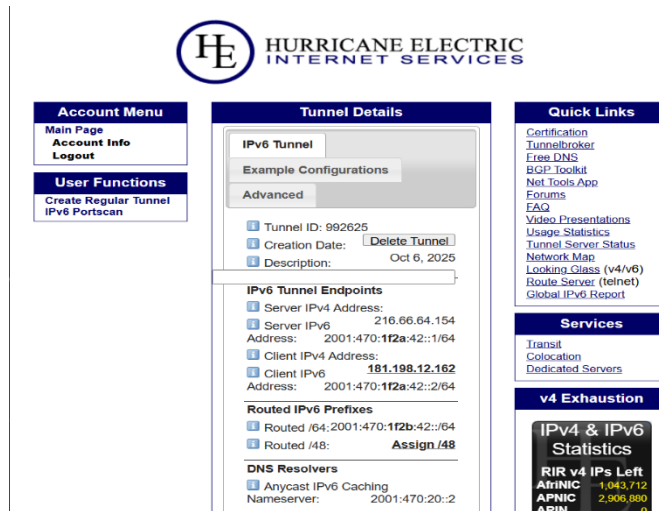 HE
HURRICANE ELECTRIC
INTERNET SERVICES
Account Menu
Main Page
Account Info
Logout
User Functions
Create Regular Tunnel
IPv6 Portscan
Tunnel Details
IPv6 Tunnel
Example Configurations
Advanced
Tunnel ID: 992625
Creation Date: Delete Tunnel
Oct 6, 2025
Description:
IPv6 Tunnel Endpoints
Server IPv4 Address:
216.66.64.154
Server IPv6
Address: 2001:470:1f2a:42::1/64
Client IPv4 Address:
181.198.12.162
Client IPv6
Address: 2001:470:1f2a:42::2/64
Routed IPv6 Prefixes
Routed /64:2001:470:1f2b:42::/64
Routed /48: Assign /48
DNS Resolvers
Anycast IPv6 Caching
Nameserver: 2001:470:20::2
Quick Links
Certification
Tunnelbroker
Free DNS
BGP Toolkit
Net Tools App
Forums
FAQ
Video Presentations
Usage Statistics
Tunnel Server Status
Network Map
Looking Glass (v4/v6)
Route Server (telnet)
Global IPv6 Report
Services
Transit
Colocation
Dedicated Servers
v4 Exhaustion
IPv4 & IPv6
Statistics
RIR v4 IPs Left
AfriNIC 1,043,712
APNIC 2,906,880
ARIN 0